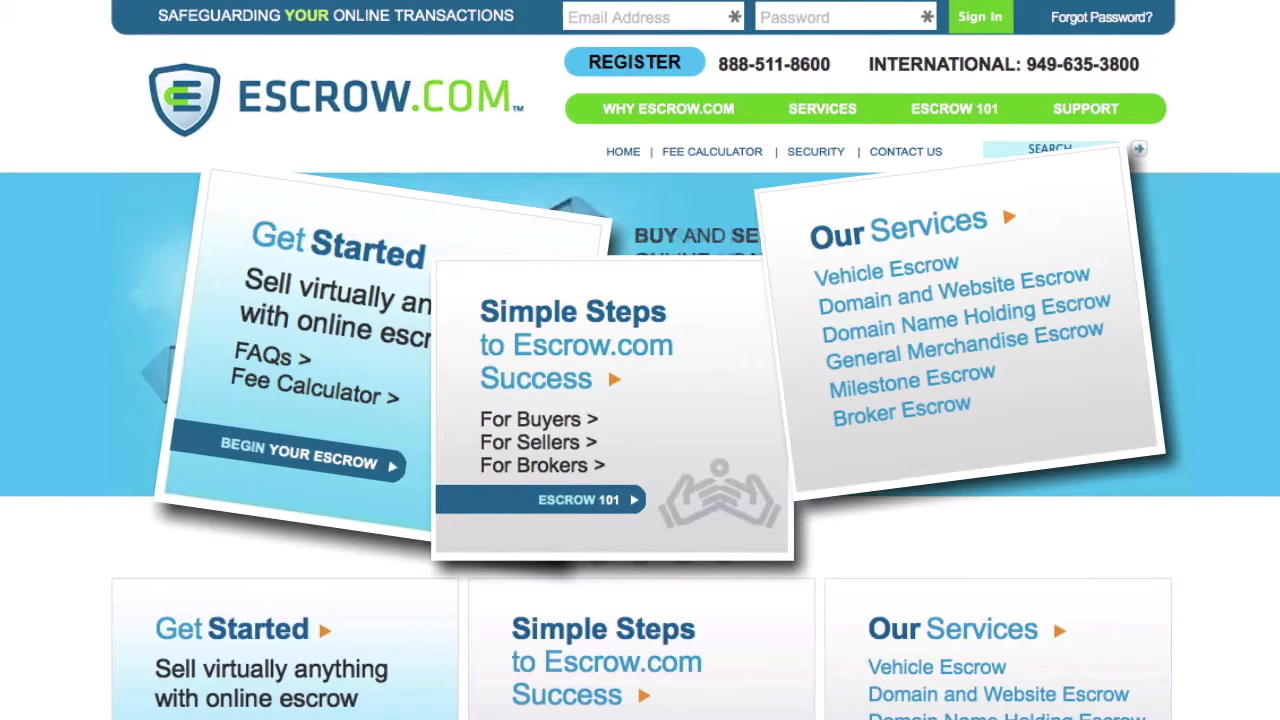 SAFEGUARDING YOUR ONLINE TRANSACTIONS
Email Address *
Password *
Sign In
Forgot Password?
ESCROW.COM™
REGISTER
888-511-8600
INTERNATIONAL: 949-635-3800
WHY ESCROW.COM
SERVICES
ESCROW 101
SUPPORT
HOME | FEE CALCULATOR | SECURITY | CONTACT US
SEARCH
BUY AND SE
Get Started
Sell virtually an
with online escr
FAQs >
Fee Calculator >
BEGIN YOUR ESCROW
Simple Steps
to Escrow.com
Success
For Buyers >
For Sellers >
For Brokers >
ESCROW 101
Our Services
Vehicle Escrow
Domain and Website Escrow
Domain Name Holding Escrow
General Merchandise Escrow
Milestone Escrow
Broker Escrow
Get Started
Sell virtually anything
with online escrow
Simple Steps
to Escrow.com
Success
Our Services
Vehicle Escrow
Domain and Website Escrow
Domain Name Holding Escrow